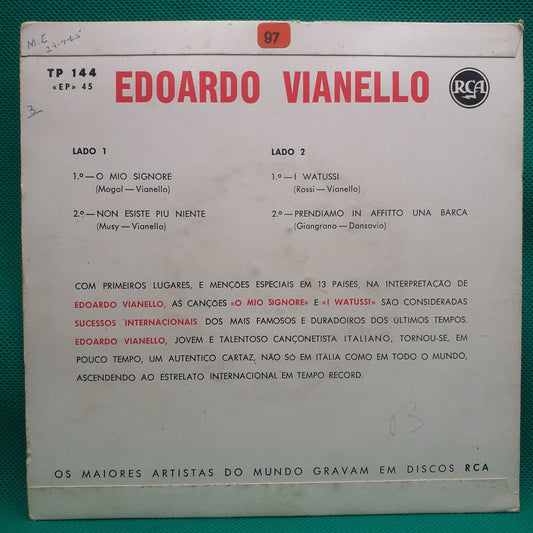 M.E
97
TP 144
«EP» 45
EDOARDO VIANELLO
RCA
3
LADO 1
1.º — O MIO SIGNORE
(Mogol — Vianello)
2.º — NON ESISTE PIU NIENTE
(Musy — Vianello)
LADO 2
1.º — I WATUSSI
(Rossi — Vianello)
2.º — PRENDIAMO IN AFFITTO UNA BARCA
(Giangrano — Dansavio)
COM PRIMEIROS LUGARES, E MENÇÕES ESPECIAIS EM 13 PAÍSES, NA INTERPRETAÇÃO DE
EDOARDO VIANELLO, AS CANÇÕES «O MIO SIGNORE» E «I WATUSSI» SÃO CONSIDERADAS
SUCESSOS INTERNACIONAIS DOS MAIS FAMOSOS E DURADOIROS DOS ÚLTIMOS TEMPOS.
EDOARDO VIANELLO, JOVEM E TALENTOSO CANÇONETISTA ITALIANO, TORNOU-SE, EM
POUCO TEMPO, UM AUTENTICO CARTAZ, NÃO SO EM ITÁLIA COMO EM TODO O MUNDO,
ASCENDENDO AO ESTRELATO INTERNACIONAL EM TEMPO RECORD.
OS MAIORES ARTISTAS DO MUNDO GRAVAM EM DISCOS RCA